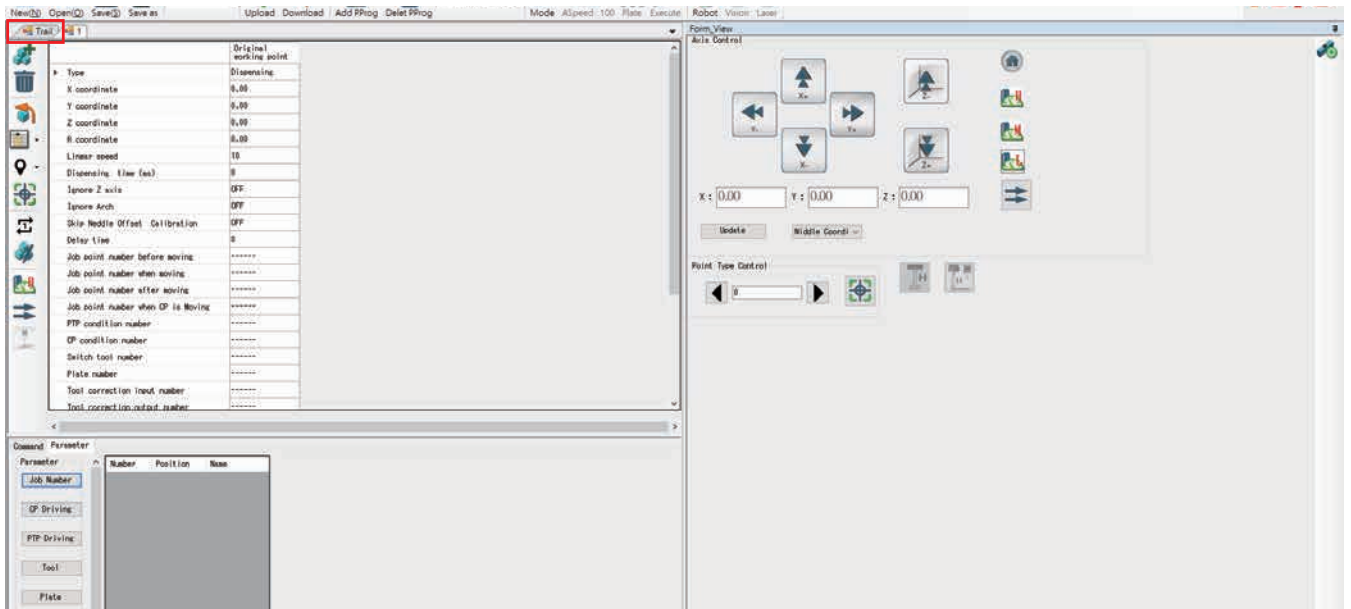 New(N) Open(O) Save(S) Save as Upload Download Add PProg Delet PProg Mode ASpeed 100 Plate Execute Robot Vision Laser
Trail 1
Original
working point
Type Dispensing
X coordinate 0.00
Y coordinate 0.00
Z coordinate 0.00
R coordinate 0.00
Linear speed 10
Dispensing time (ms) 0
Ignore Z axis OFF
Ignore Arch OFF
Skip Neddle Offset Calibration OFF
Delay time 0
Job point number before moving ------
Job point number when moving ------
Job point number after moving ------
Job point number when CP is Moving ------
PTP condition number ------
CP condition number ------
Switch tool number ------
Plate number ------
Tool correction input number ------
Tool correction output number ------
Command Parameter
Parameter
Number Position Name
Job Number
CP Driving
PTP Driving
Tool
Plate
Form_View
Axis Control
X- Z-
Y- Y+
X- Z+
X : 0.00 Y : 0.00 Z : 0.00
Update Middle Coordi
Point Type Control
0